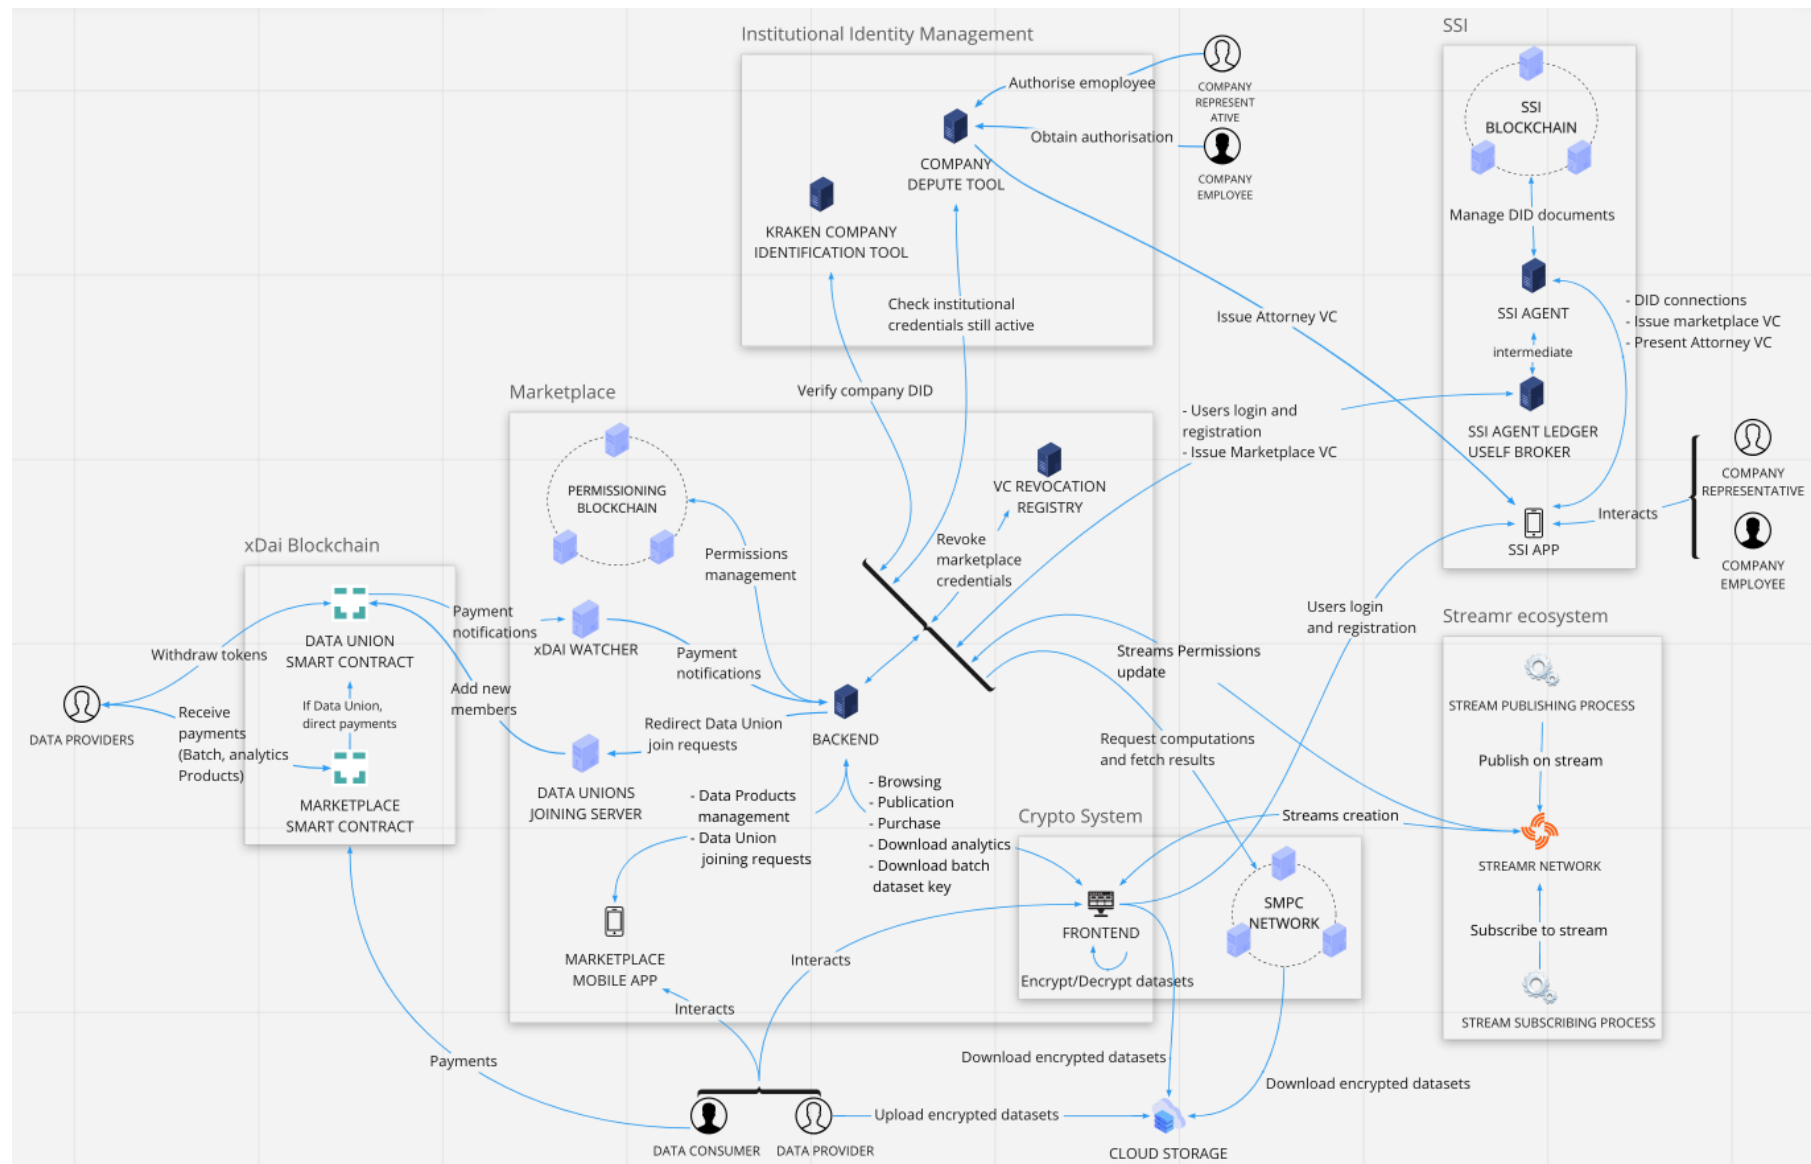 Institutional Identity Management
Authorise emoployee
COMPANY
REPRESENT
ATIVE
Obtain authorisation
COMPANY
EMPLOYEE
COMPANY
DEPUTE TOOL
KRAKEN COMPANY
IDENTIFICATION TOOL
Check institutional
credentials still active
Verify company DID
Issue Attorney VC
SSI
SSI
BLOCKCHAIN
Manage DID documents
SSI AGENT
- DID connections
- Issue marketplace VC
- Present Attorney VC
intermediate
SSI AGENT LEDGER
USELF BROKER
- Users login and
registration
- Issue Marketplace VC
COMPANY
REPRESENTATIVE
Interacts
SSI APP
COMPANY
EMPLOYEE
Marketplace
PERMISSIONING
BLOCKCHAIN
VC REVOCATION
REGISTRY
Permissions
management
Revoke
marketplace
credentials
Payment
notifications
xDAI WATCHER
Payment
notifications
Add new
members
Redirect Data Union
join requests
BACKEND
DATA UNIONS
JOINING SERVER
- Data Products
management
- Data Union
joining requests
- Browsing
- Publication
- Purchase
- Download analytics
- Download batch
dataset key
MARKETPLACE
MOBILE APP
Interacts
Interacts
xDai Blockchain
DATA UNION
SMART CONTRACT
Withdraw tokens
If Data Union,
direct payments
Receive
payments
(Batch, analytics
Products)
DATA PROVIDERS
MARKETPLACE
SMART CONTRACT
Users login
and registration
Streams Permissions
update
Request computations
and fetch results
Streamr ecosystem
STREAM PUBLISHING PROCESS
Publish on stream
Streams creation
STREAMR NETWORK
Subscribe to stream
STREAM SUBSCRIBING PROCESS
Crypto System
SMPC
NETWORK
FRONTEND
Encrypt/Decrypt datasets
Payments
Download encrypted datasets
Download encrypted datasets
Upload encrypted datasets
DATA CONSUMER
DATA PROVIDER
CLOUD STORAGE